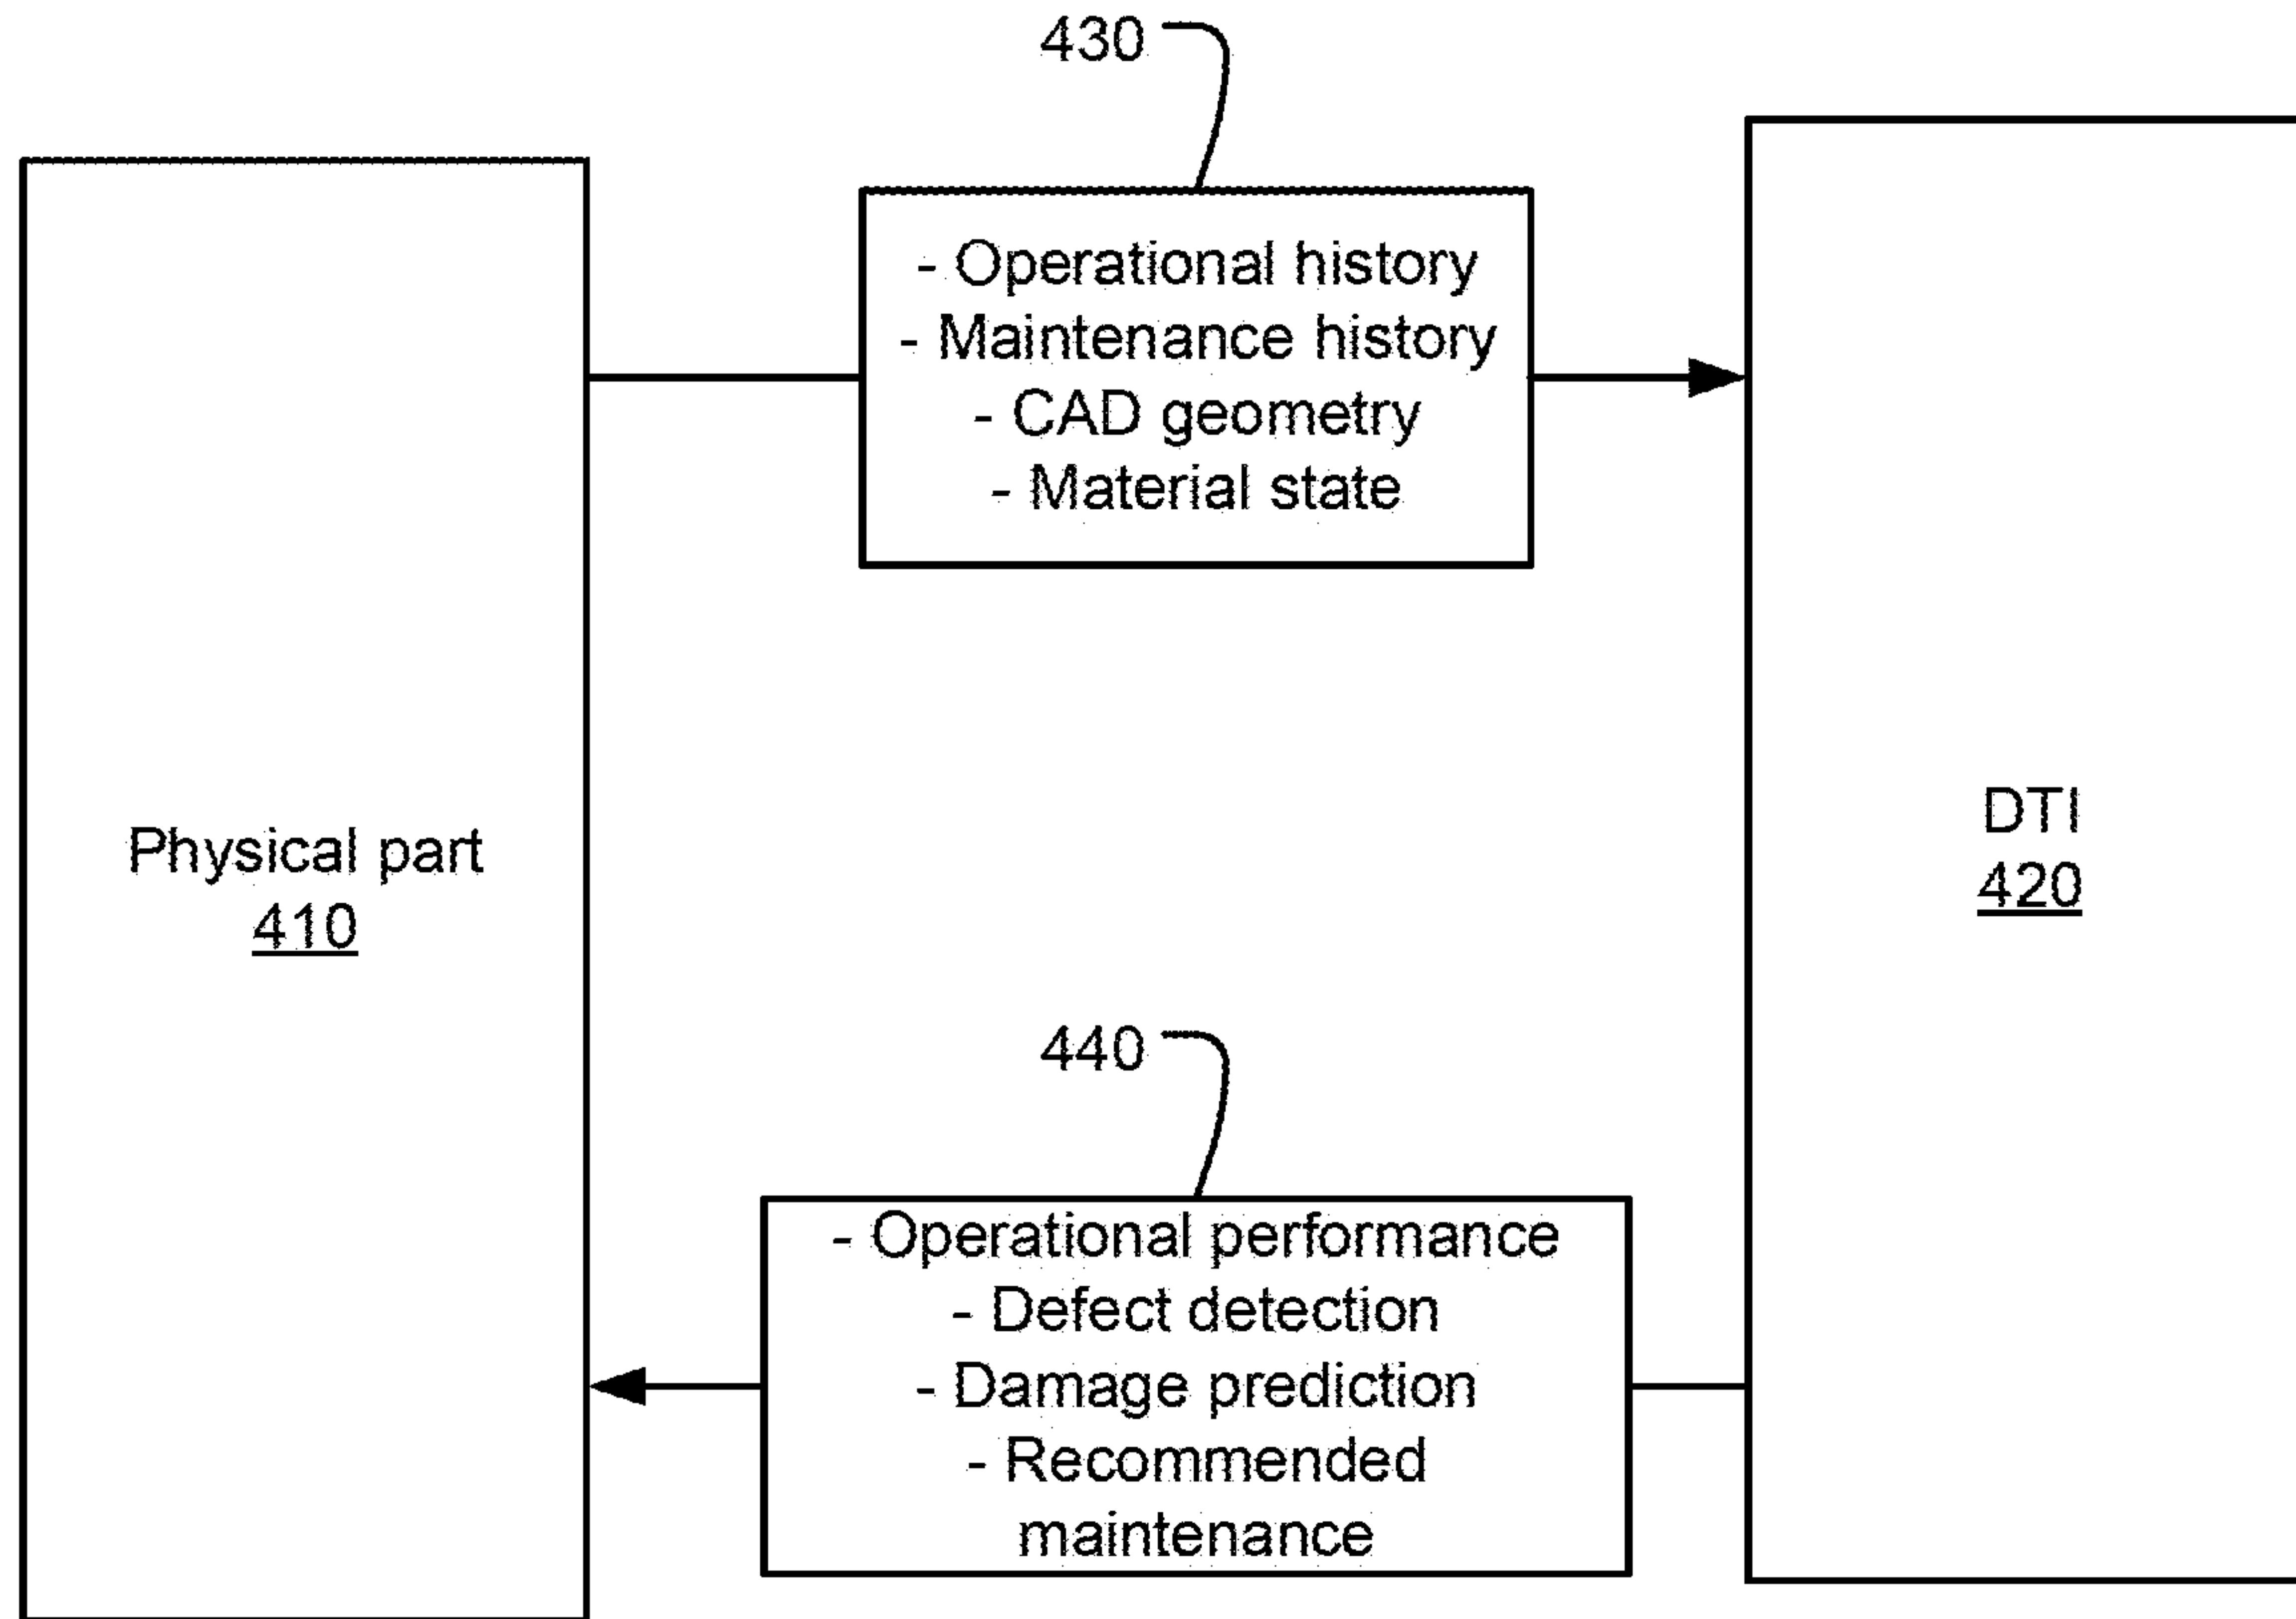 430
- Operational history
- Maintenance history
- CAD geometry
- Material state
Physical part
410
DTI
420
440
- Operational performance
- Defect detection
- Damage prediction
- Recommended
maintenance